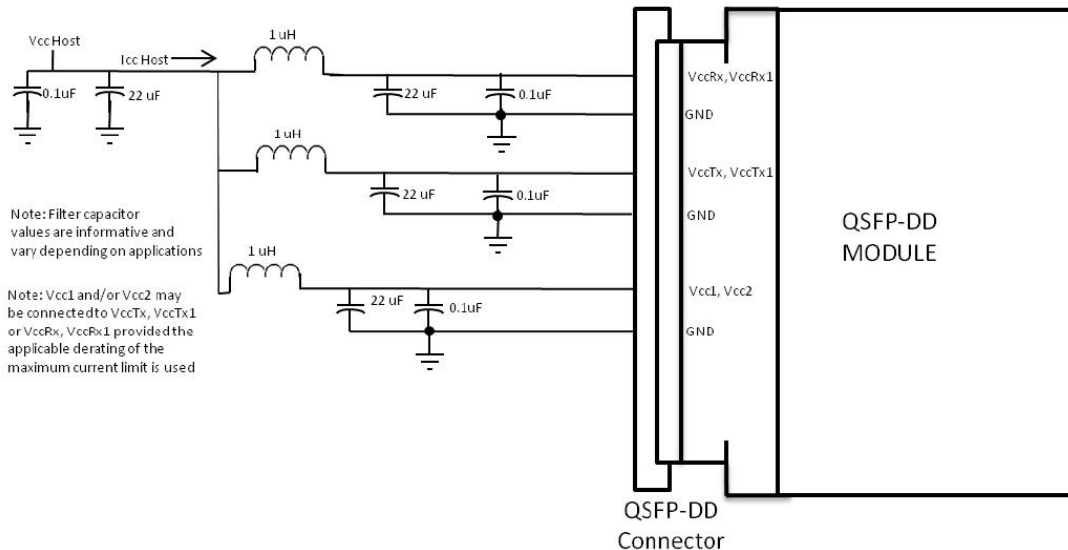 Vcc Host
Icc Host
0.1uF
22 uF
1 uH
22 uF
0.1uF
VccRx, VccRx1
GND
1 uH
22 uF
0.1uF
VccTx, VccTx1
GND
Note: Filter capacitor
values are informative and
vary depending on applications
1 uH
22 uF
0.1uF
Vcc1, Vcc2
GND
Note: Vcc1 and/or Vcc2 may
be connected to VccTx, VccTx1
or VccRx, VccRx1 provided the
applicable derating of the
maximum current limit is used
QSFP-DD
MODULE
QSFP-DD
Connector